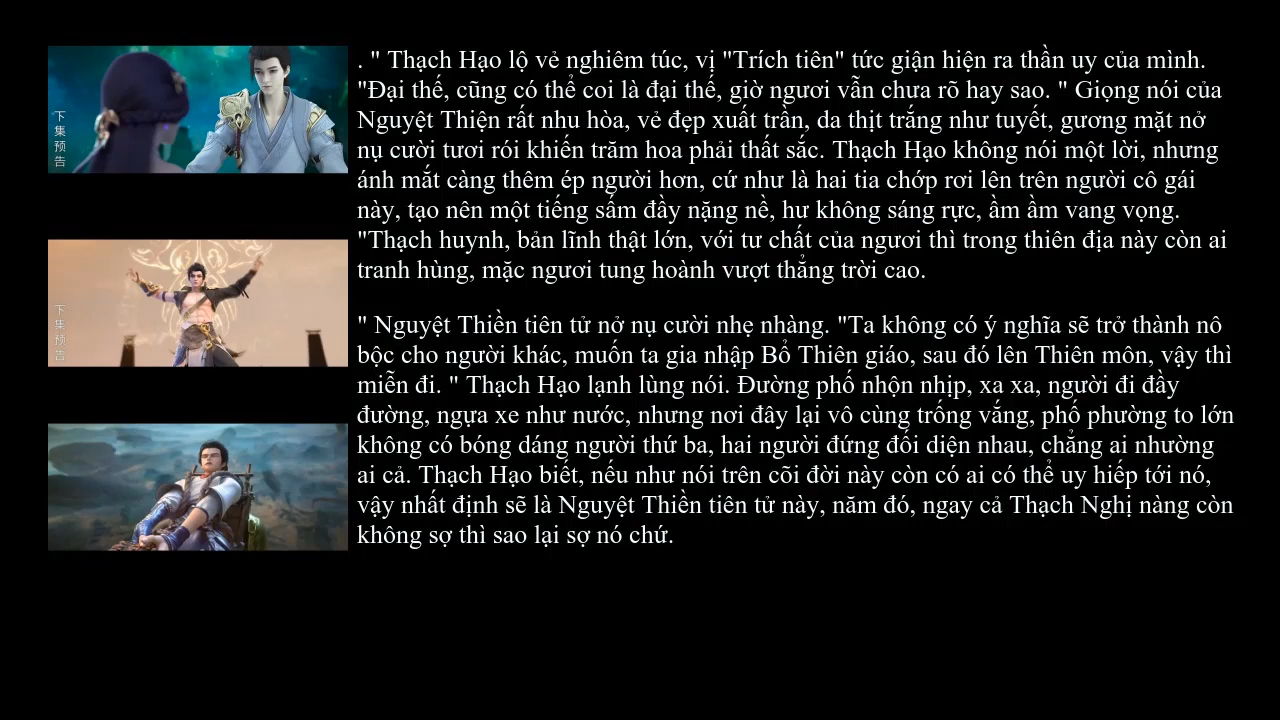 下集预告
. " Thạch Hạo lộ vẻ nghiêm túc, vị "Trích tiên" tức giận hiện ra thần uy của mình.
"Đại thế, cũng có thể coi là đại thế, giờ ngươi vẫn chưa rõ hay sao. " Giọng nói của
Nguyệt Thiện rất nhu hòa, vẻ đẹp xuất trần, da thịt trắng như tuyết, gương mặt nở
nụ cười tươi rói khiến trăm hoa phải thất sắc. Thạch Hạo không nói một lời, nhưng
ánh mắt càng thêm ép người hơn, cứ như là hai tia chớp rơi lên trên người cô gái
này, tạo nên một tiếng sấm đầy nặng nề, hư không sáng rực, ầm ầm vang vọng.
"Thạch huynh, bản lĩnh thật lớn, với tư chất của ngươi thì trong thiên địa này còn ai
tranh hùng, mặc ngươi tung hoành vượt thẳng trời cao.
下集预告
" Nguyệt Thiền tiên tử nở nụ cười nhẹ nhàng. "Ta không có ý nghĩa sẽ trở thành nô
bộc cho người khác, muốn ta gia nhập Bổ Thiên giáo, sau đó lên Thiên môn, vậy thì
miễn đi. " Thạch Hạo lạnh lùng nói. Đường phố nhộn nhịp, xa xa, người đi đầy
đường, ngựa xe như nước, nhưng nơi đây lại vô cùng trống vắng, phố phường to lớn
không có bóng dáng người thứ ba, hai người đứng đối diện nhau, chẳng ai nhường
ai cả. Thạch Hạo biết, nếu như nói trên cõi đời này còn có ai có thể uy hiếp tới nó,
vậy nhất định sẽ là Nguyệt Thiền tiên tử này, năm đó, ngay cả Thạch Nghị nàng còn
không sợ thì sao lại sợ nó chứ.